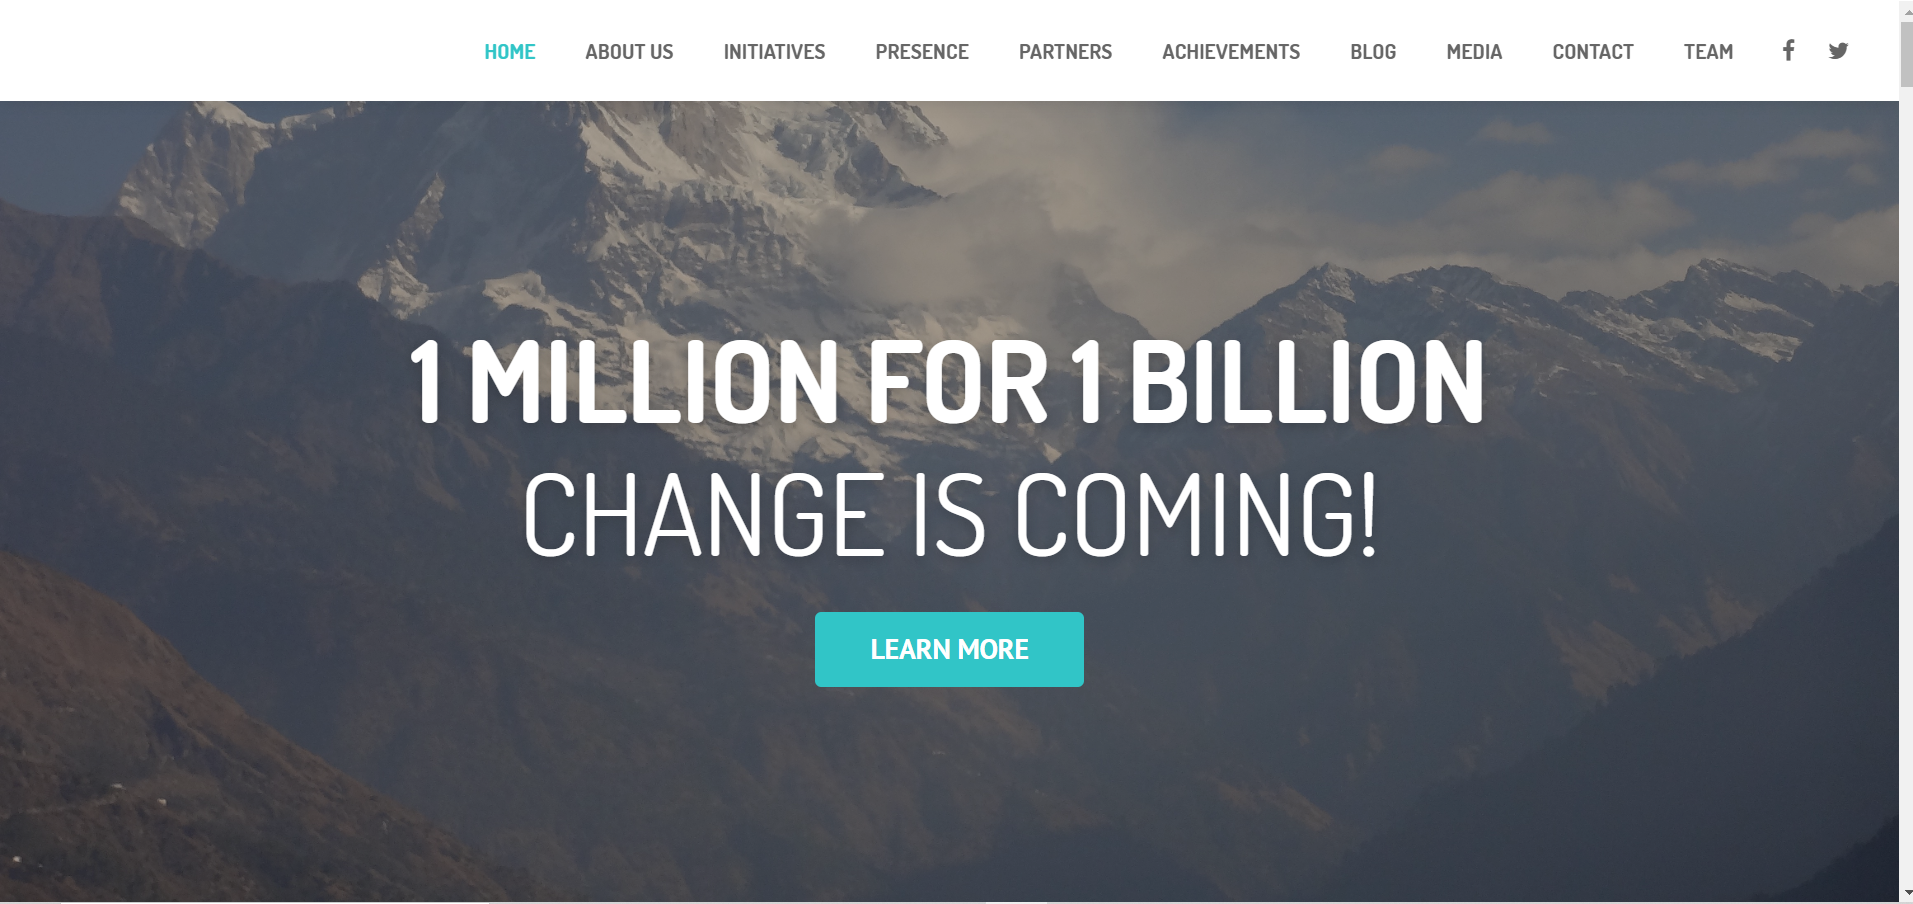 HOME ABOUT US INITIATIVES PRESENCE PARTNERS ACHIEVEMENTS BLOG MEDIA CONTACT TEAM
1 MILLION FOR 1 BILLION
CHANGE IS COMING!
LEARN MORE